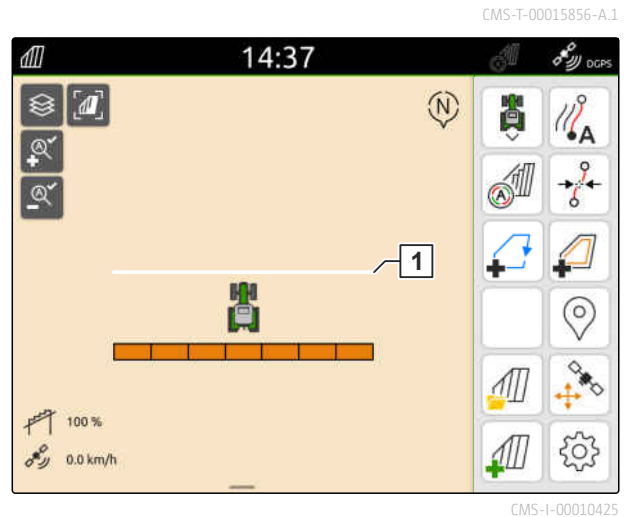 CMS-T-00015856-A.1
14:37
DGPS
A
A
N
A
A
A
1
100 %
0.0 km/h
CMS-I-00010425